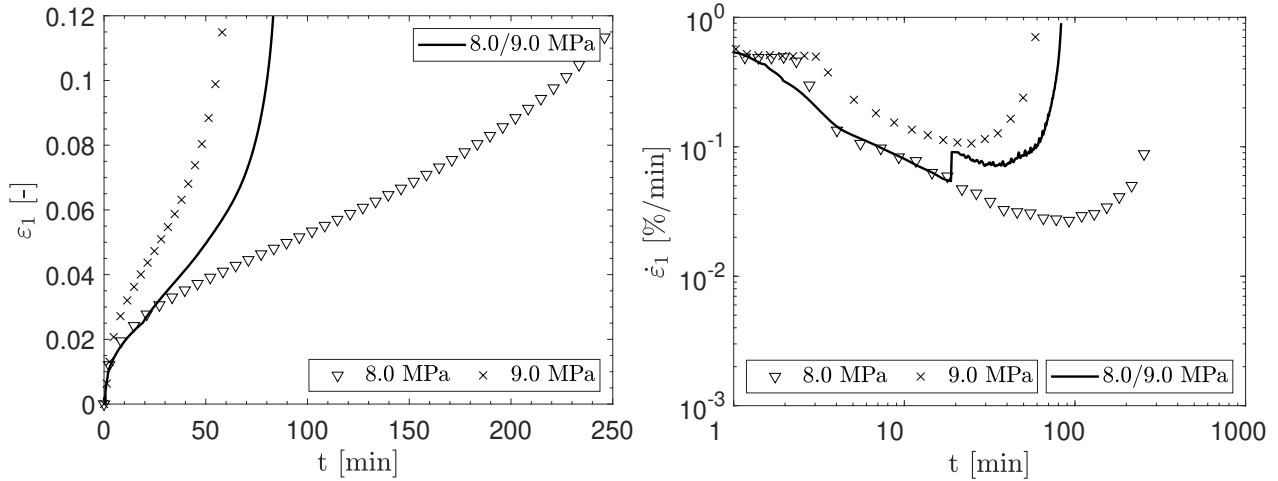 0.12
0.1
0.08
0.06
0.04
0.02
0
ε₁ [-]
8.0/9.0 MPa
8.0 MPa 9.0 MPa
0 50 100 150 200 250
t [min]
10⁰
10⁻¹
10⁻²
10⁻³
ε̇₁ [%/min]
8.0 MPa 9.0 MPa 8.0/9.0 MPa
1 10 100 1000
t [min]